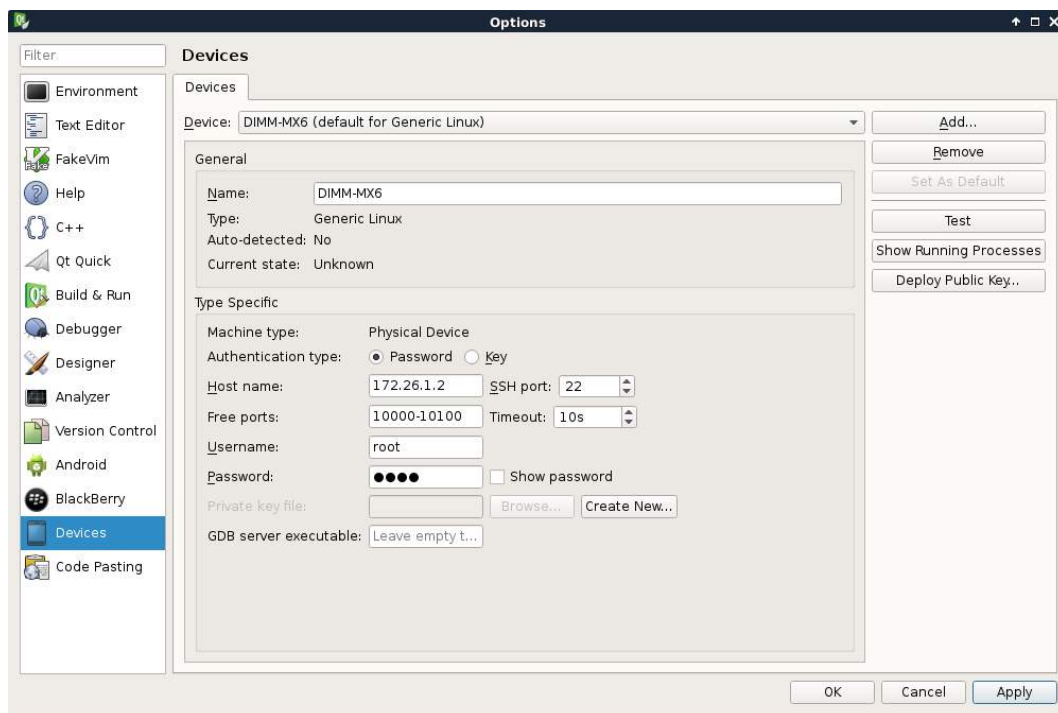 Options
Filter
Environment
Text Editor
FakeVim
Help
C++
Qt Quick
Build & Run
Debugger
Designer
Analyzer
Version Control
Android
BlackBerry
Devices
Code Pasting
Devices
Devices
Device: DIMM-MX6 (default for Generic Linux)
General
Name: DIMM-MX6
Type: Generic Linux
Auto-detected: No
Current state: Unknown
Type Specific
Machine type: Physical Device
Authentication type: Password Key
Host name: 172.26.1.2 SSH port: 22
Free ports: 10000-10100 Timeout: 10s
Username: root
Password: ●●●● Show password
Private key file: Browse... Create New...
GDB server executable: Leave empty t...
Add...
Remove
Set As Default
Test
Show Running Processes
Deploy Public Key...
OK Cancel Apply